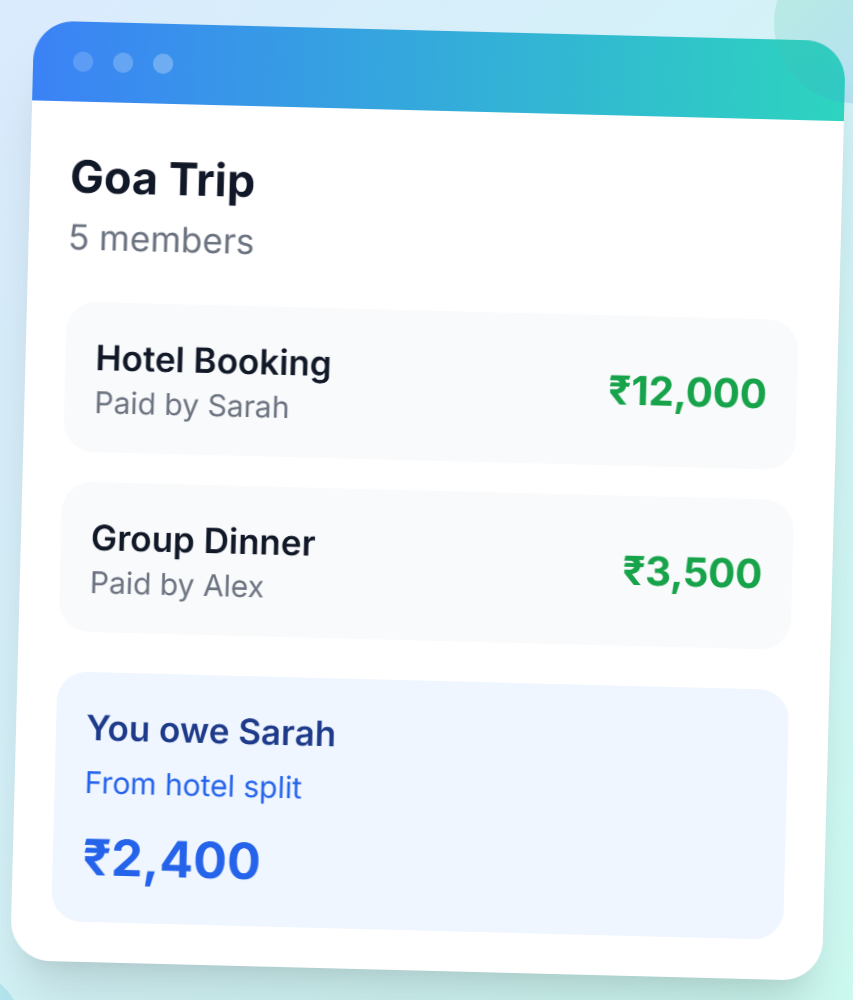 Goa Trip
5 members
Hotel Booking
Paid by Sarah
₹12,000
Group Dinner
Paid by Alex
₹3,500
You owe Sarah
From hotel split
₹2,400